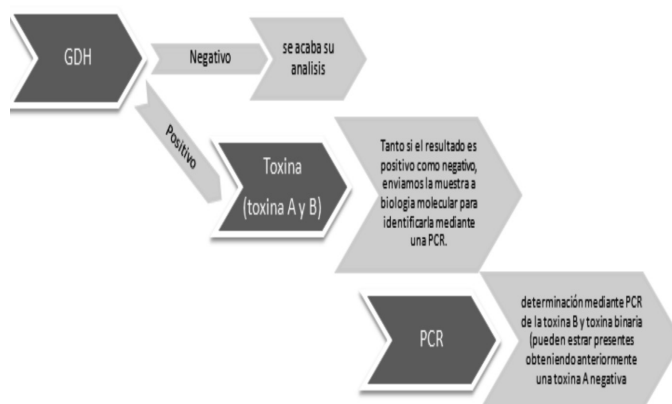 GDH
Negativo
se acaba su
analisis
Positivo
Toxina
(toxina A y B)
Tanto si el resultado es
positivo como negativo,
enviamos la muestra a
biologia molecular para
identificarla mediante
una PCR.
PCR
determinación mediante PCR
de la toxina B y toxina binaria
(pueden estrar presentes
obteniendo anteriormente
una toxina A negativa